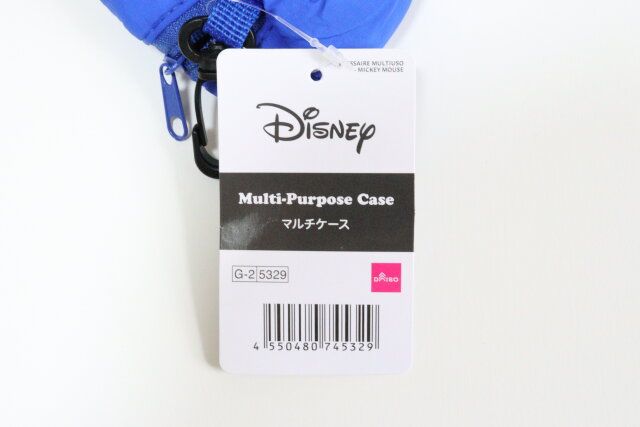 SSAIRE MULTIUSO
- MICKEY MOUSE
Disney
Multi-Purpose Case
マルチケース
G-2 5329
DAISO
4 550480 745329